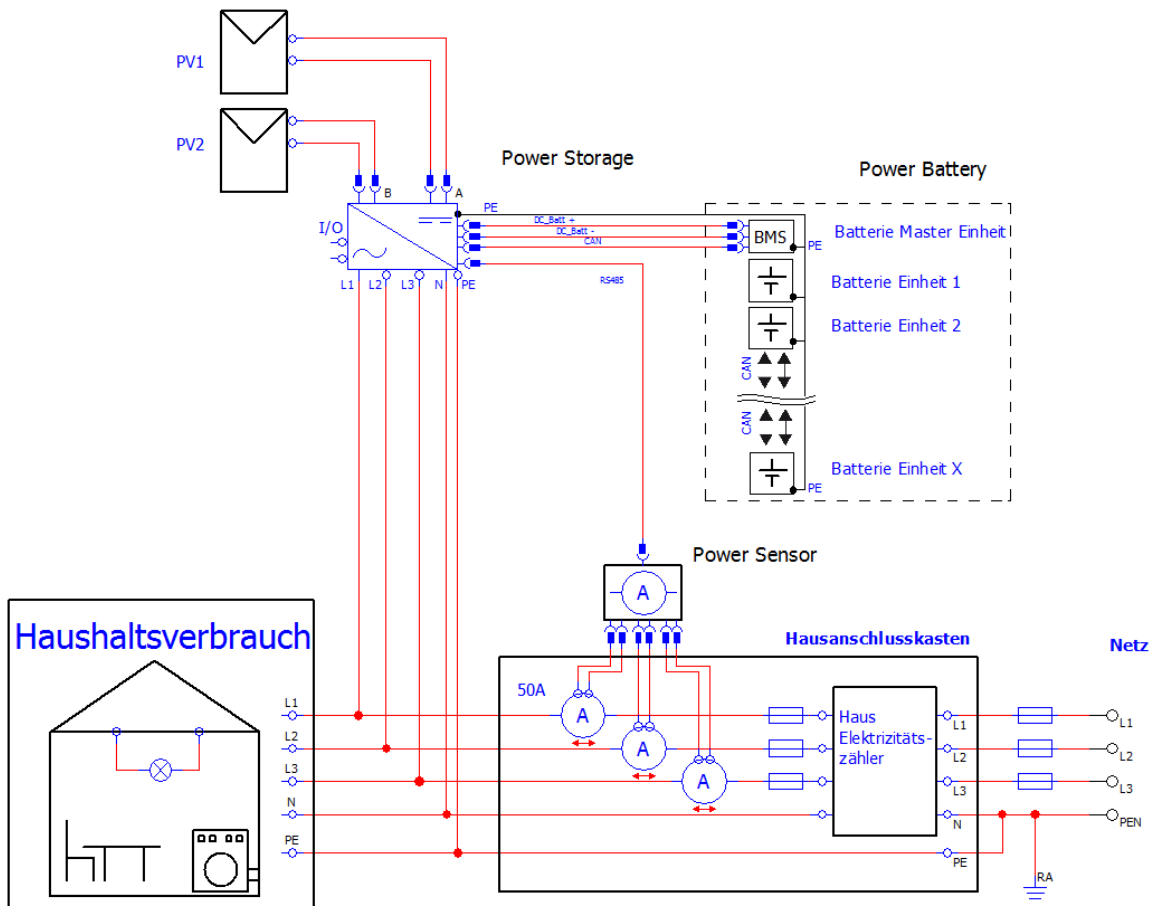 PV1
PV2
Power Storage
Power Battery
B
A
PE
I/O
DC_Batt +
DC_Batt -
CAN
BMS
Batterie Master Einheit
PE
RS485
L1
L2
L3
N
PE
Batterie Einheit 1
Batterie Einheit 2
CAN
CAN
Batterie Einheit X
PE
Power Sensor
A
Haushaltsverbrauch
Hausanschlusskasten
Netz
50A
L1
A
L1
L1
L2
A
L2
L2
L3
A
L3
L3
Haus
Elektrizitäts-
zähler
N
N
PEN
PE
PE
RA